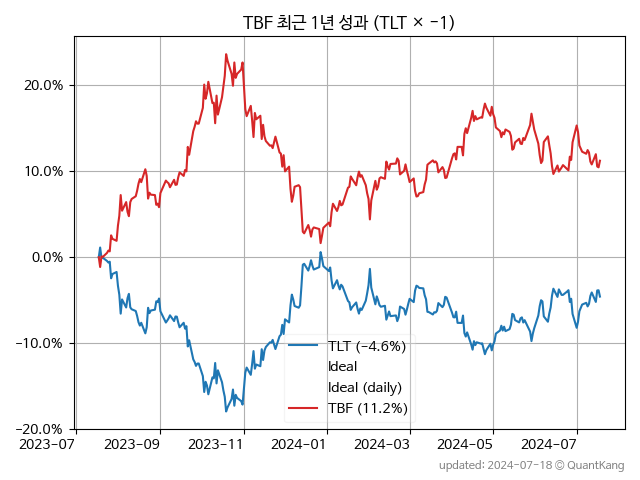 TBF 최근 1년 성과 (TLT × −1)
20.0%
10.0%
0.0%
−10.0%
−20.0%
TLT (−4.6%)
Ideal
Ideal (daily)
TBF (11.2%)
2023-07 2023-09 2023-11 2024-01 2024-03 2024-05 2024-07
updated: 2024-07-18 © QuantKang